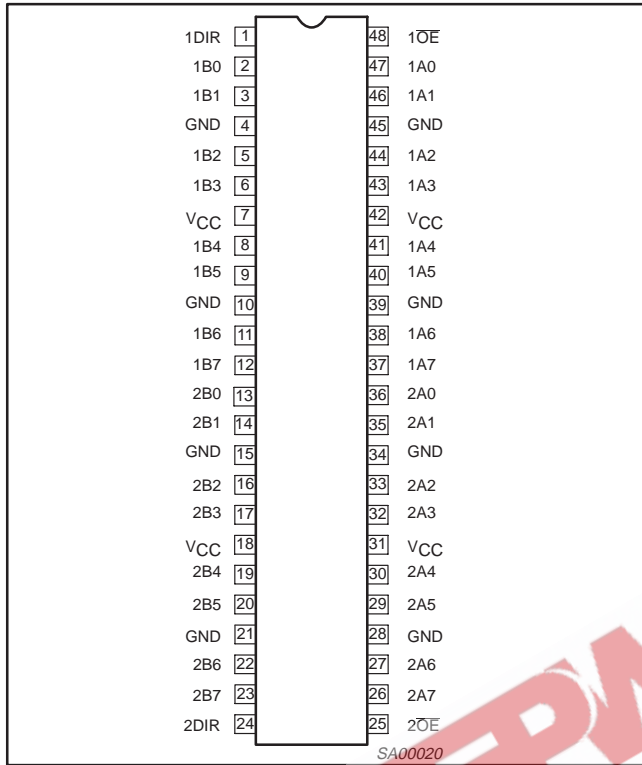 1DIR 1 48 1O̅E̅
1B0 2 47 1A0
1B1 3 46 1A1
GND 4 45 GND
1B2 5 44 1A2
1B3 6 43 1A3
VCC 7 42 VCC
1B4 8 41 1A4
1B5 9 40 1A5
GND 10 39 GND
1B6 11 38 1A6
1B7 12 37 1A7
2B0 13 36 2A0
2B1 14 35 2A1
GND 15 34 GND
2B2 16 33 2A2
2B3 17 32 2A3
VCC 18 31 VCC
2B4 19 30 2A4
2B5 20 29 2A5
GND 21 28 GND
2B6 22 27 2A6
2B7 23 26 2A7
2DIR 24 25 2O̅E̅
SA00020